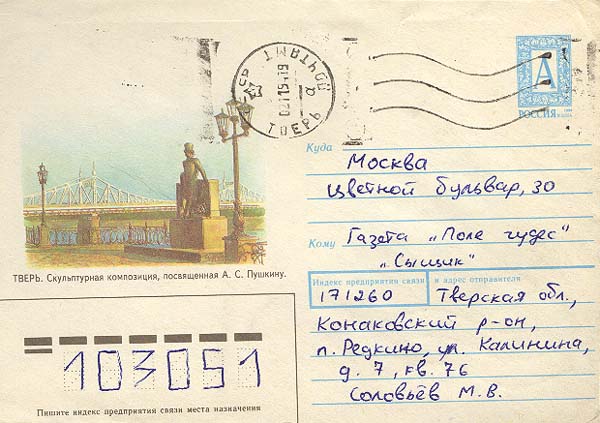 СССР ПОЧТАМТ
ТВЕРЬ
А
РОССИЯ
Куда
Москва
Цветной бульвар, 30
Кому
Газета „Поле чудес"
„Сыщик"
ТВЕРЬ. Скульптурная композиция, посвященная А. С. Пушкину.
Индекс предприятия связи и адрес отправителя
171260 Тверская обл.,
Конаковский р-он,
п. Редкино, ул. Калинина,
д. 7, кв. 76
Соловьёв М. В.
103051
Пишите индекс предприятия связи места назначения